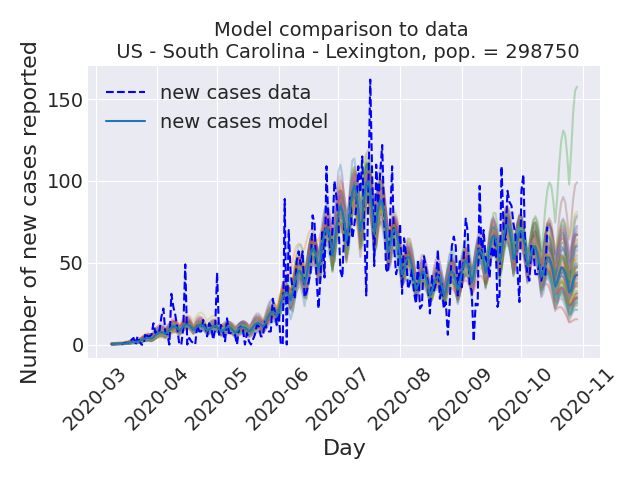 Model comparison to data
US - South Carolina - Lexington, pop. = 298750
Number of new cases reported
150
100
50
0
new cases data
new cases model
2020-03
2020-04
2020-05
2020-06
2020-07
2020-08
2020-09
2020-10
2020-11
Day